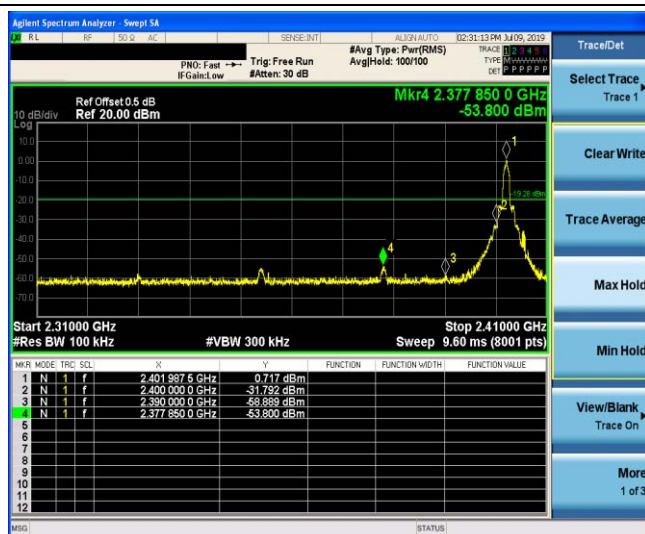 Agilent Spectrum Analyzer - Swept SA
RL RF 50 Ω AC SENSE:INT ALIGN AUTO 02:31:13 PM Jul 09, 2019
#Avg Type: Pwr(RMS) TRACE 1 2 3 4 5 6
PNO: Fast Trig: Free Run Avg|Hold: 100/100 TYPE M
IFGain:Low #Atten: 30 dB DET P P P P P P
Ref Offset 0.5 dB Mkr4 2.377 850 0 GHz
10 dB/div Ref 20.00 dBm -53.800 dBm
Log
10.0
0.00
-10.0
-20.0
-30.0
-40.0
-50.0
-60.0
-70.0
1
-19.28 dBm
2
4
3
Start 2.31000 GHz Stop 2.41000 GHz
#Res BW 100 kHz #VBW 300 kHz Sweep 9.60 ms (8001 pts)
MKR MODE TRC SCL X Y FUNCTION FUNCTION WIDTH FUNCTION VALUE
1 N 1 f 2.401 987 5 GHz 0.717 dBm
2 N 1 f 2.400 000 0 GHz -31.792 dBm
3 N 1 f 2.390 000 0 GHz -58.889 dBm
4 N 1 f 2.377 850 0 GHz -53.800 dBm
5
6
7
8
9
10
11
12
MSG STATUS
Trace/Det
Select Trace
Trace 1
Clear Write
Trace Average
Max Hold
Min Hold
View/Blank
Trace On
More
1 of 3